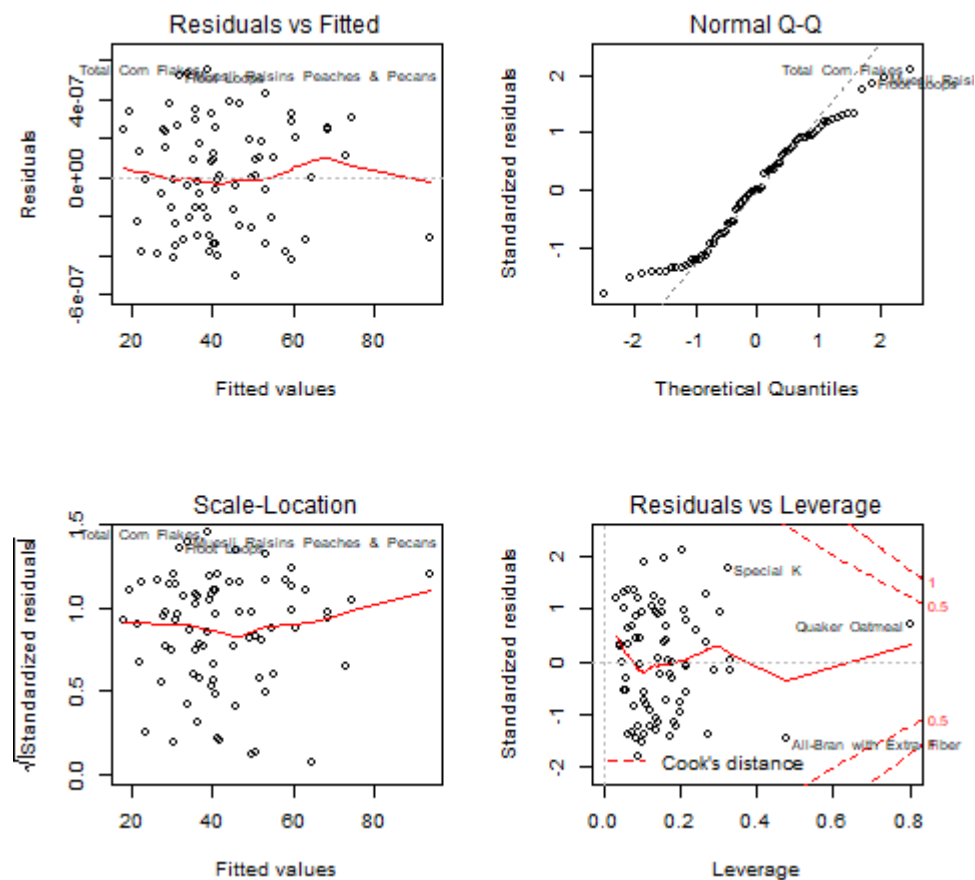 Residuals vs Fitted
Total Corn Flakes
Froot Loops
Muesli Raisins Peaches & Pecans
Residuals
-6e-07 0e+00 4e-07
20 40 60 80
Fitted values
Normal Q-Q
Total Corn Flakes
Muesli Raisi
Froot Loops
Standardized residuals
-1 0 1 2
-2 -1 0 1 2
Theoretical Quantiles
Scale-Location
Total Corn Flakes
Froot Loops
Muesli Raisins Peaches & Pecans
√|Standardized residuals|
0.0 0.5 1.0 1.5
20 40 60 80
Fitted values
Residuals vs Leverage
Special K
Quaker Oatmeal
All-Bran with Extra Fiber
Cook's distance
1
0.5
0.5
Standardized residuals
-2 -1 0 1 2
0.0 0.2 0.4 0.6 0.8
Leverage